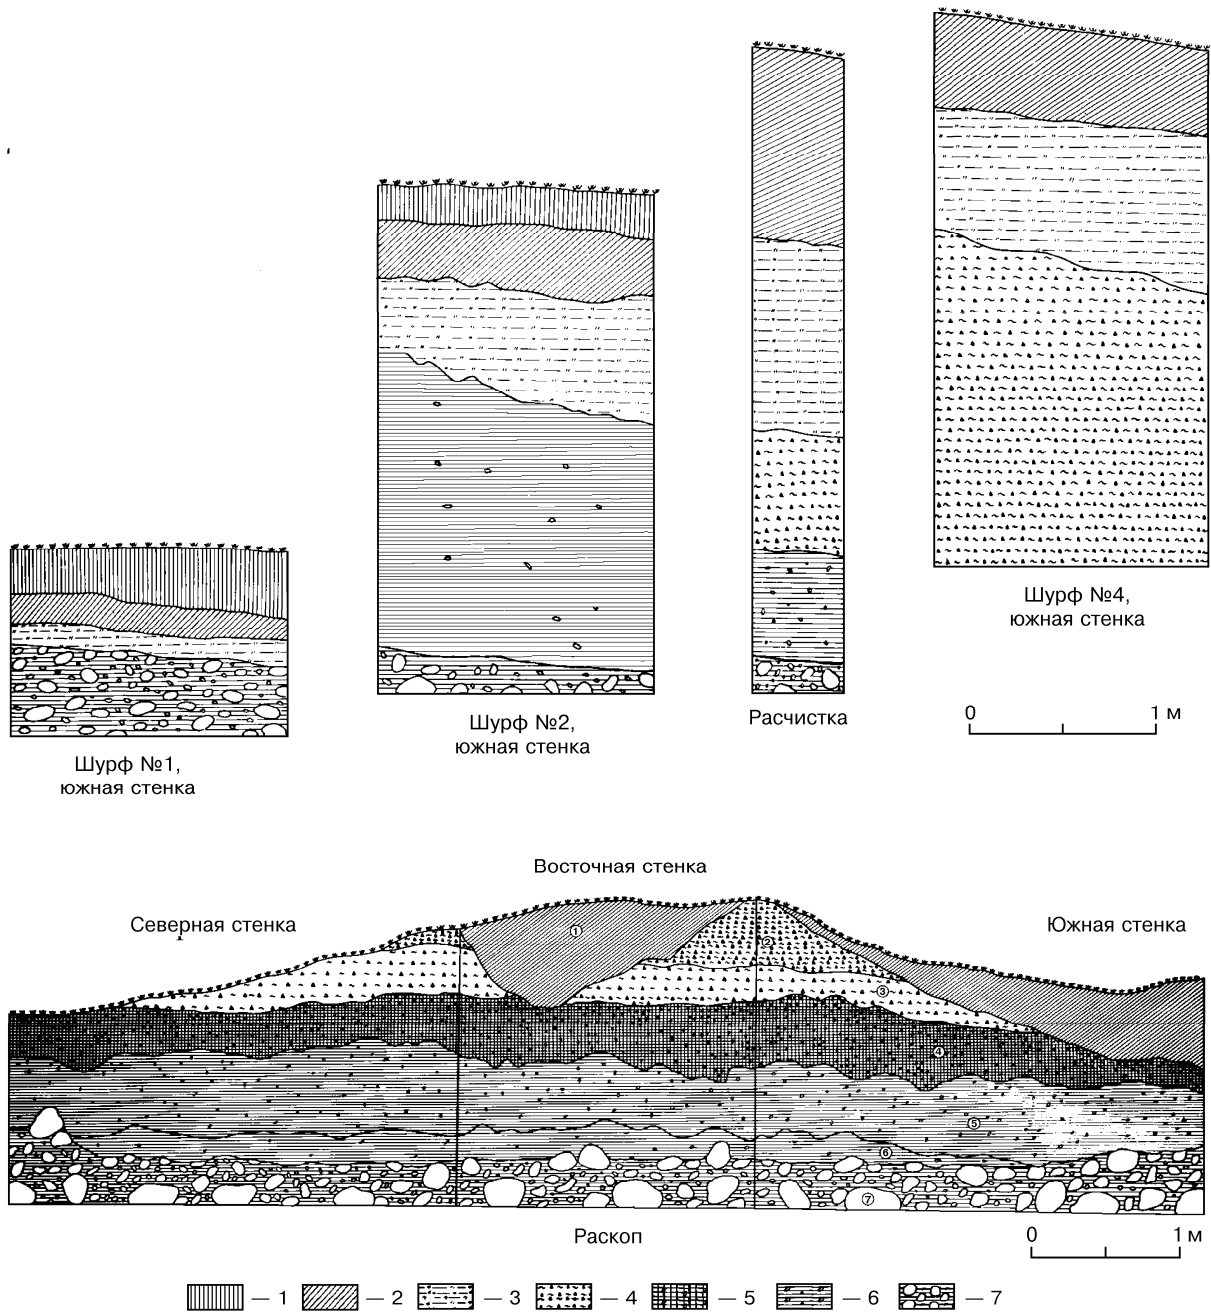 Шурф №4,
южная стенка
Шурф №2,
южная стенка
Расчистка
0 1 м
Шурф №1,
южная стенка
Восточная стенка
Северная стенка
Южная стенка
1
2
3
4
5
6
7
Раскоп
0 1 м
— 1 — 2 — 3 — 4 — 5 — 6 — 7